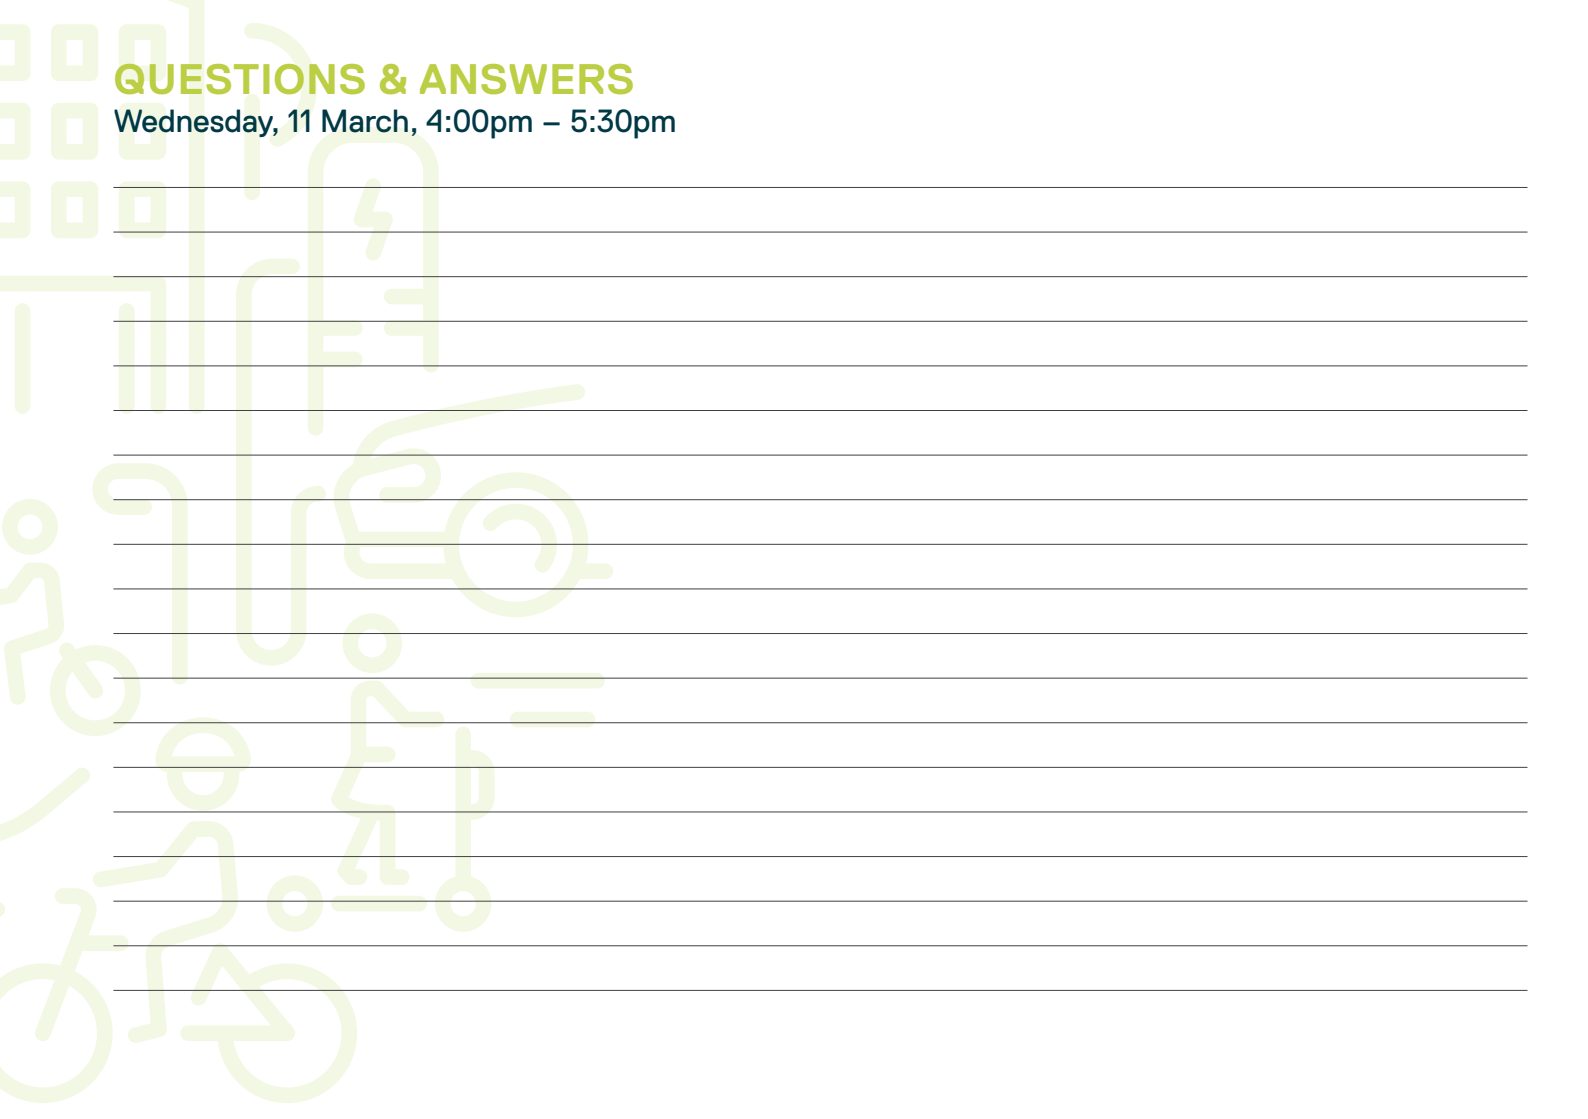 QUESTIONS & ANSWERS
Wednesday, 11 March, 4:00pm – 5:30pm